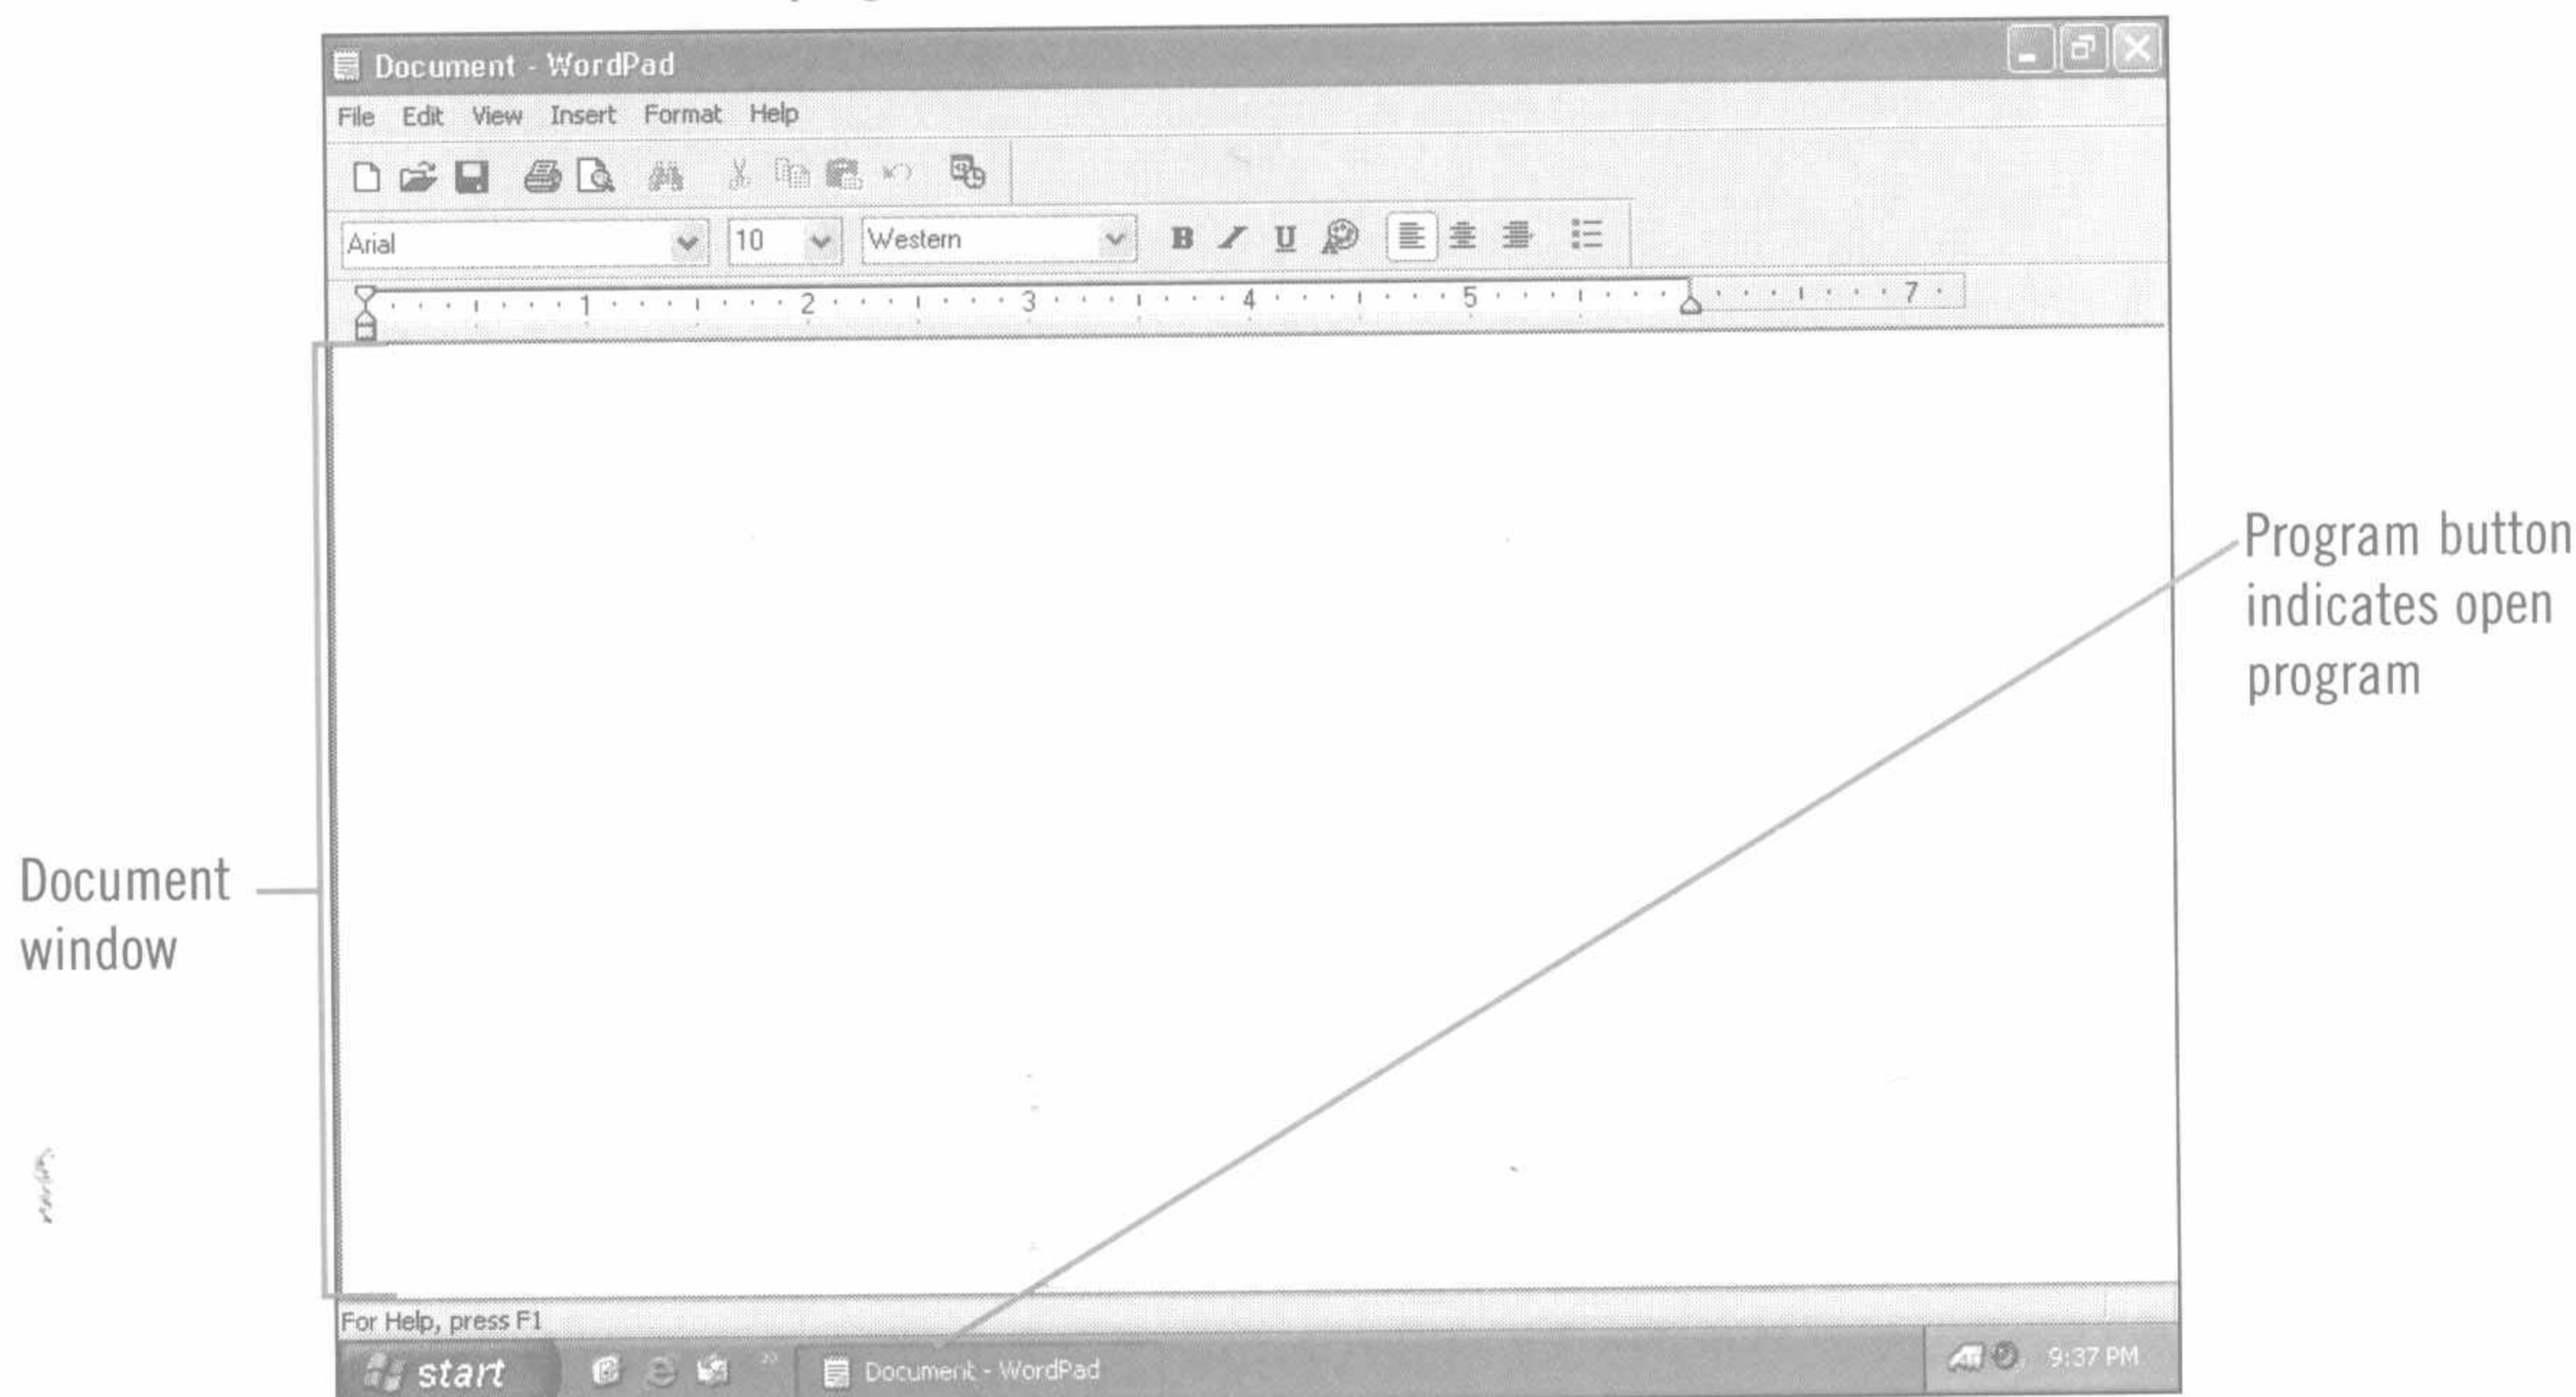 Document - WordPad
File Edit View Insert Format Help
Arial 10 Western B U
1 2 3 4 5 7
Program button
indicates open
program
Document
window
For Help, press F1
start Document - WordPad 9:37 PM